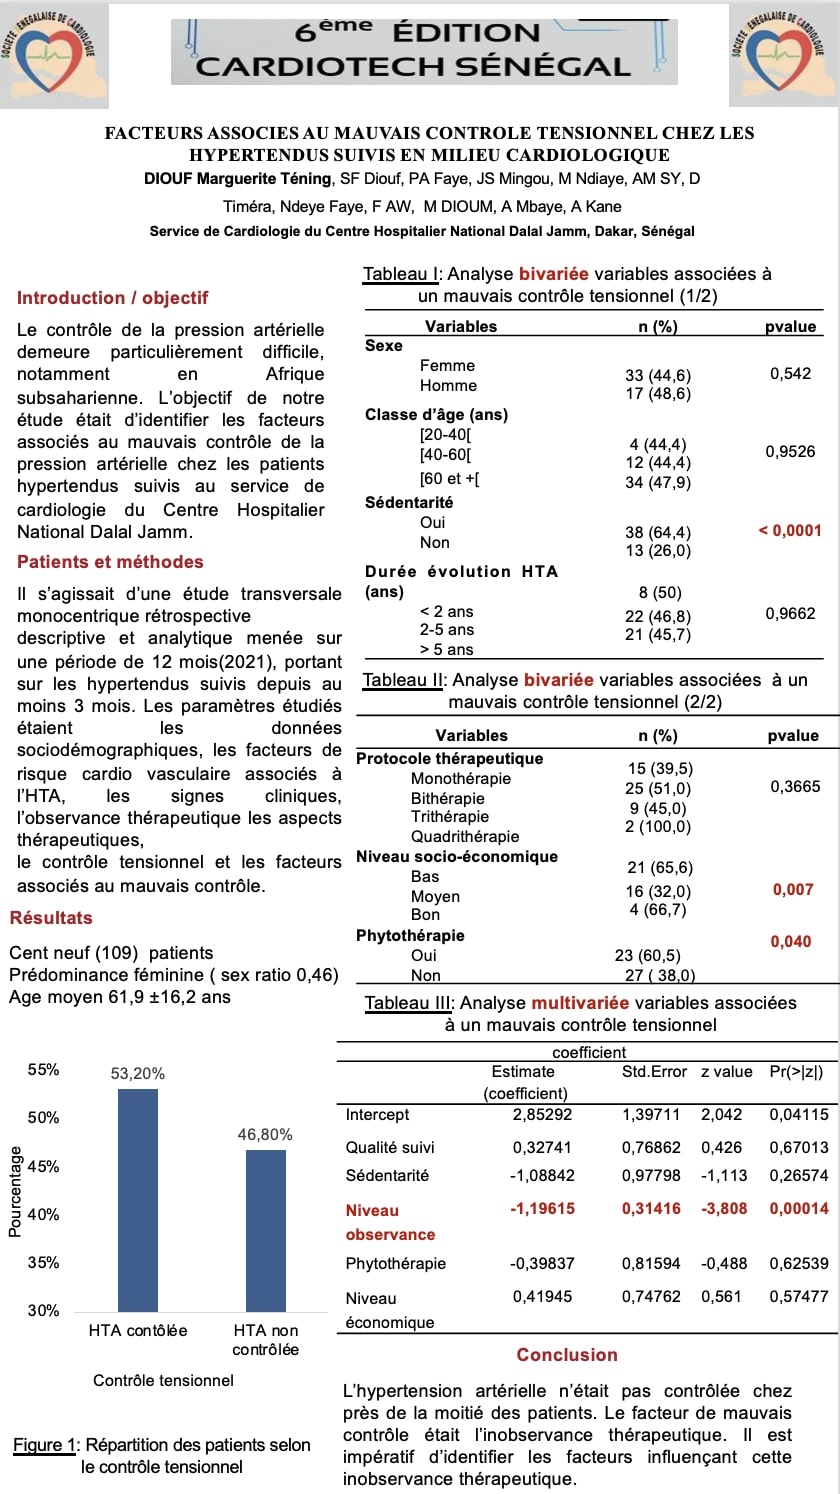 SOCIETE SENEGALAISE DE CARDIOLOGIE
6ème ÉDITION
CARDIOTECH SÉNÉGAL
SOCIETE SENEGALAISE DE CARDIOLOGIE
FACTEURS ASSOCIES AU MAUVAIS CONTROLE TENSIONNEL CHEZ LES
HYPERTENDUS SUIVIS EN MILIEU CARDIOLOGIQUE
DIOUF Marguerite Téning, SF Diouf, PA Faye, JS Mingou, M Ndiaye, AM SY, D
Timéra, Ndeye Faye, F AW, M DIOUM, A Mbaye, A Kane
Service de Cardiologie du Centre Hospitalier National Dalal Jamm, Dakar, Sénégal
Introduction / objectif
Le contrôle de la pression artérielle
demeure particulièrement difficile,
notamment en Afrique
subsaharienne. L’objectif de notre
étude était d’identifier les facteurs
associés au mauvais contrôle de la
pression artérielle chez les patients
hypertendus suivis au service de
cardiologie du Centre Hospitalier
National Dalal Jamm.
Patients et méthodes
Il s’agissait d’une étude transversale
monocentrique rétrospective
descriptive et analytique menée sur
une période de 12 mois(2021), portant
sur les hypertendus suivis depuis au
moins 3 mois. Les paramètres étudiés
étaient les données
sociodémographiques, les facteurs de
risque cardio vasculaire associés à
l’HTA, les signes cliniques,
l’observance thérapeutique les aspects
thérapeutiques,
le contrôle tensionnel et les facteurs
associés au mauvais contrôle.
Résultats
Cent neuf (109) patients
Prédominance féminine ( sex ratio 0,46)
Age moyen 61,9 ±16,2 ans
Pourcentage
55%
50%
45%
40%
35%
30%
53,20%
46,80%
HTA contôlée
HTA non
contrôlée
Contrôle tensionnel
Figure 1: Répartition des patients selon
le contrôle tensionnel
Tableau I: Analyse bivariée variables associées à
un mauvais contrôle tensionnel (1/2)
Variables n (%) pvalue
Sexe
Femme 33 (44,6) 0,542
Homme 17 (48,6)
Classe d’âge (ans)
[20-40[ 4 (44,4)
[40-60[ 12 (44,4) 0,9526
[60 et +[ 34 (47,9)
Sédentarité
Oui 38 (64,4) < 0,0001
Non 13 (26,0)
Durée évolution HTA
(ans) 8 (50)
< 2 ans 22 (46,8) 0,9662
2-5 ans 21 (45,7)
> 5 ans
Tableau II: Analyse bivariée variables associées à un
mauvais contrôle tensionnel (2/2)
Variables n (%) pvalue
Protocole thérapeutique
Monothérapie 15 (39,5)
Bithérapie 25 (51,0) 0,3665
Trithérapie 9 (45,0)
Quadrithérapie 2 (100,0)
Niveau socio-économique
Bas 21 (65,6)
Moyen 16 (32,0) 0,007
Bon 4 (66,7)
Phytothérapie 0,040
Oui 23 (60,5)
Non 27 ( 38,0)
Tableau III: Analyse multivariée variables associées
à un mauvais contrôle tensionnel
coefficient
Estimate Std.Error z value Pr(>|z|)
(coefficient)
Intercept 2,85292 1,39711 2,042 0,04115
Qualité suivi 0,32741 0,76862 0,426 0,67013
Sédentarité -1,08842 0,97798 -1,113 0,26574
Niveau -1,19615 0,31416 -3,808 0,00014
observance
Phytothérapie -0,39837 0,81594 -0,488 0,62539
Niveau 0,41945 0,74762 0,561 0,57477
économique
Conclusion
L’hypertension artérielle n’était pas contrôlée chez
près de la moitié des patients. Le facteur de mauvais
contrôle était l’inobservance thérapeutique. Il est
impératif d’identifier les facteurs influençant cette
inobservance thérapeutique.